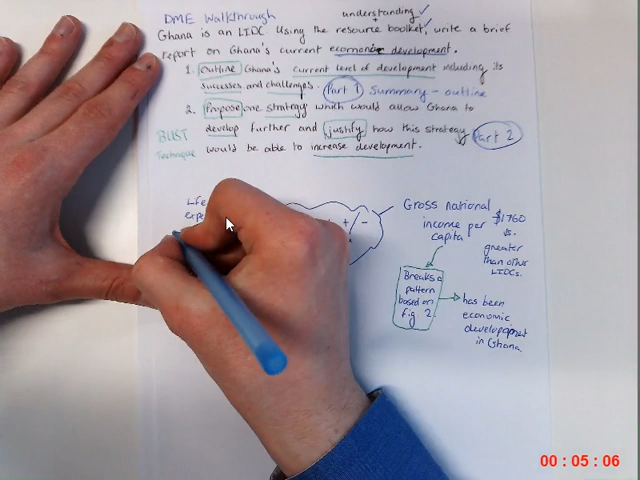 DME Walkthrough
understanding ✓
+
Ghana is an LIDC. Using the resource booklet, write a brief
report on Ghana's current economic development.
1. Outline Ghana's current level of development including its
successes and challenges. Part 1 Summary - outline
2. Propose one strategy which would allow Ghana to
develop further and justify how this strategy Part 2
would be able to increase development.
BUST
Technique
Life
+ / -
Gross national
income per
capita
$1760
vs.
greater
than other
LIDCs.
Breaks a
pattern
based on
fig 2.
has been
economic
development
in Ghana
00 : 05 : 06